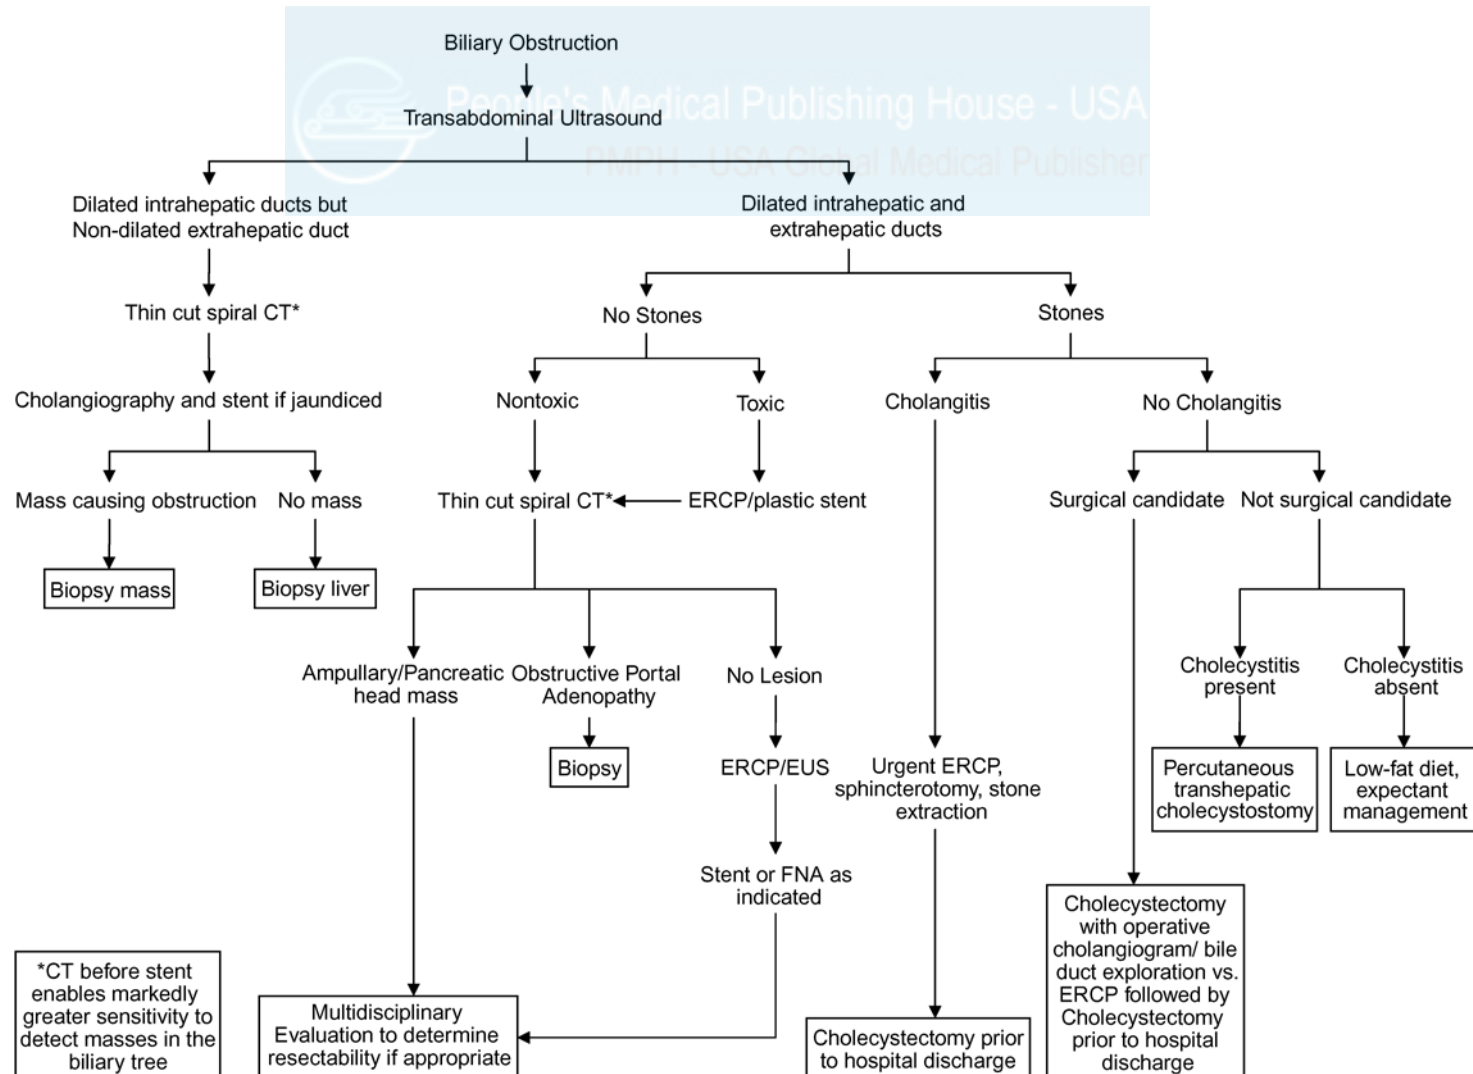 Biliary Obstruction
People's Medical Publishing House - USA
Transabdominal Ultrasound
PMPH - USA Global Medical Publisher
Dilated intrahepatic ducts but
Non-dilated extrahepatic duct
Dilated intrahepatic and
extrahepatic ducts
Thin cut spiral CT*
No Stones
Stones
Cholangiography and stent if jaundiced
Nontoxic
Toxic
Cholangitis
No Cholangitis
Mass causing obstruction
No mass
Thin cut spiral CT*
ERCP/plastic stent
Surgical candidate
Not surgical candidate
Biopsy mass
Biopsy liver
Ampullary/Pancreatic
head mass
Obstructive Portal
Adenopathy
No Lesion
Cholecystitis
present
Cholecystitis
absent
Biopsy
ERCP/EUS
Urgent ERCP,
sphincterotomy, stone
extraction
Percutaneous
transhepatic
cholecystostomy
Low-fat diet,
expectant
management
Stent or FNA as
indicated
Cholecystectomy
with operative
cholangiogram/ bile
duct exploration vs.
ERCP followed by
Cholecystectomy
prior to hospital
discharge
*CT before stent
enables markedly
greater sensitivity to
detect masses in the
biliary tree
Multidisciplinary
Evaluation to determine
resectability if appropriate
Cholecystectomy prior
to hospital discharge